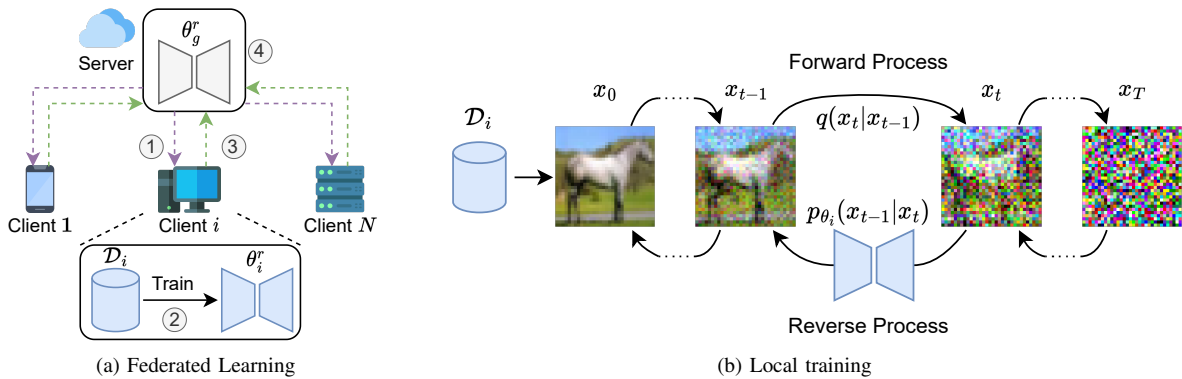 Server
θ_g^r
4
1
3
Client 1
Client i
Client N
𝒟_i
θ_i^r
Train
2
(a) Federated Learning
Forward Process
x_0
x_{t-1}
x_t
x_T
𝒟_i
q(x_t|x_{t-1})
p_{θ_i}(x_{t-1}|x_t)
Reverse Process
(b) Local training